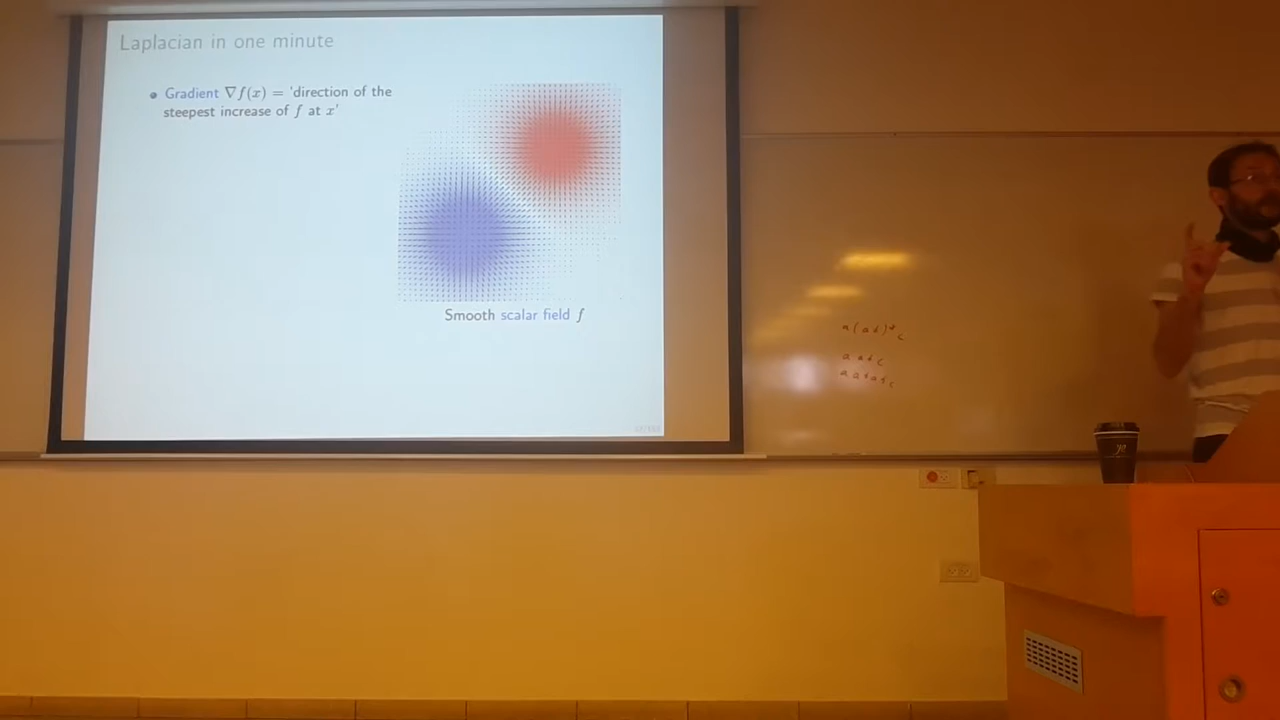 Laplacian in one minute
Gradient ∇f(x) = 'direction of the
steepest increase of f at x'
Smooth scalar field f